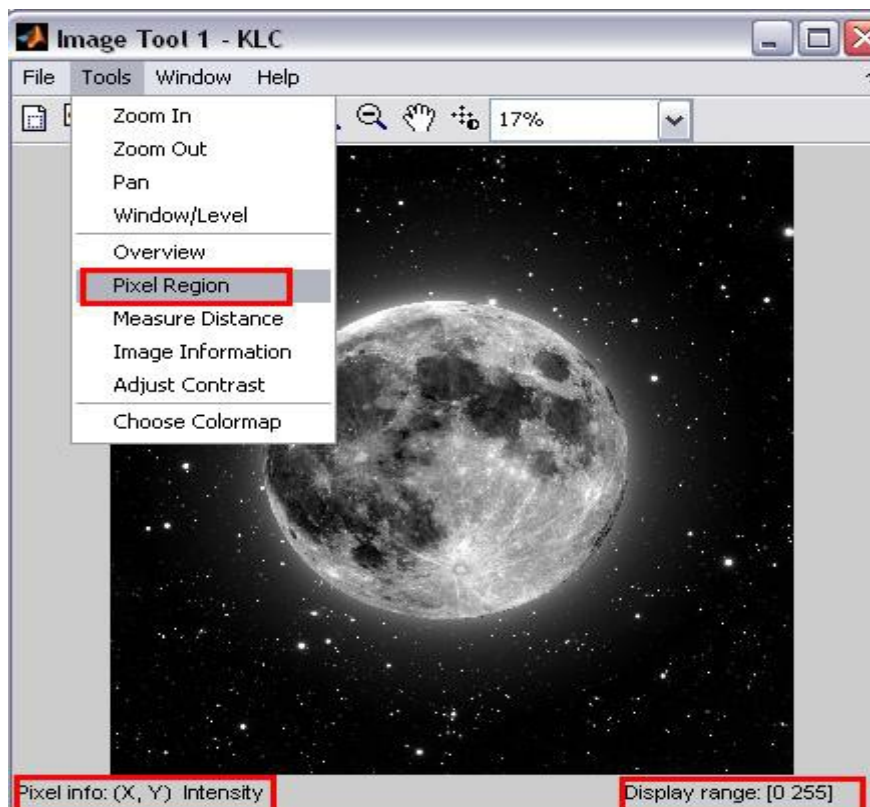 Image Tool 1 - KLC
File Tools Window Help
17%
Zoom In
Zoom Out
Pan
Window/Level
Overview
Pixel Region
Measure Distance
Image Information
Adjust Contrast
Choose Colormap
Pixel info: (X, Y) Intensity
Display range: [0 255]